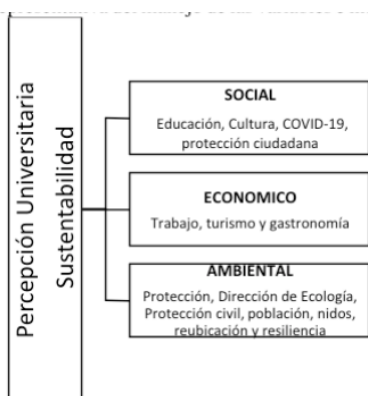 Percepción Universitaria
Sustentabilidad
SOCIAL
Educación, Cultura, COVID-19,
protección ciudadana
ECONOMICO
Trabajo, turismo y gastronomía
AMBIENTAL
Protección, Dirección de Ecología,
Protección civil, población, nidos,
reubicación y resiliencia